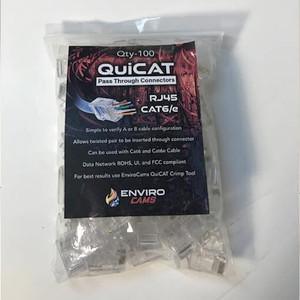 Qty-100
QuiCAT
Pass Through Connectors
RJ45
CAT6/e
Simple to verify A or B cable configuration
Allows twisted pair to be inserted through connector
Can be used with Cat6 and Cat6e Cable
Data Network ROHS, UL and FCC compliant
For best results use EnviroCams QuiCAT Crimp Tool
ENVIRO
CAMS